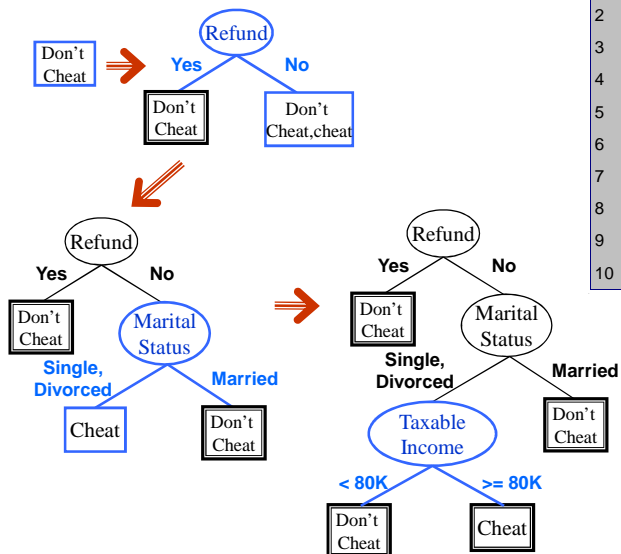 Don't
Cheat
Refund
Yes
No
Don't
Cheat
Don't
Cheat,cheat
Refund
Yes
No
Don't
Cheat
Marital
Status
Single,
Divorced
Married
Cheat
Don't
Cheat
Refund
Yes
No
Don't
Cheat
Marital
Status
Single,
Divorced
Married
Taxable
Income
Don't
Cheat
< 80K
>= 80K
Don't
Cheat
Cheat
2
3
4
5
6
7
8
9
10